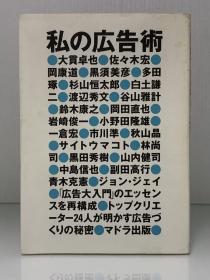 私の広告術
●大貫卓也●佐々木宏●
岡康道●黒須美彦●多田
琢●杉山恒太郎●白土謙
二●渡辺秀文●谷山雅計
●鈴木康之●岡田直也●
岩崎俊一●小野田隆雄●
一倉宏●市川準●秋山晶
●サイトウマコト●林尚
司●黒田秀樹●山内健司
●中島信也●副田高行●
青木克憲●ジョン・ジェイ
●『広告大入門』のエッセン
スを再構成●トップクリエ
ーター24人が明かす広告づ
くりの秘密●マドラ出版●